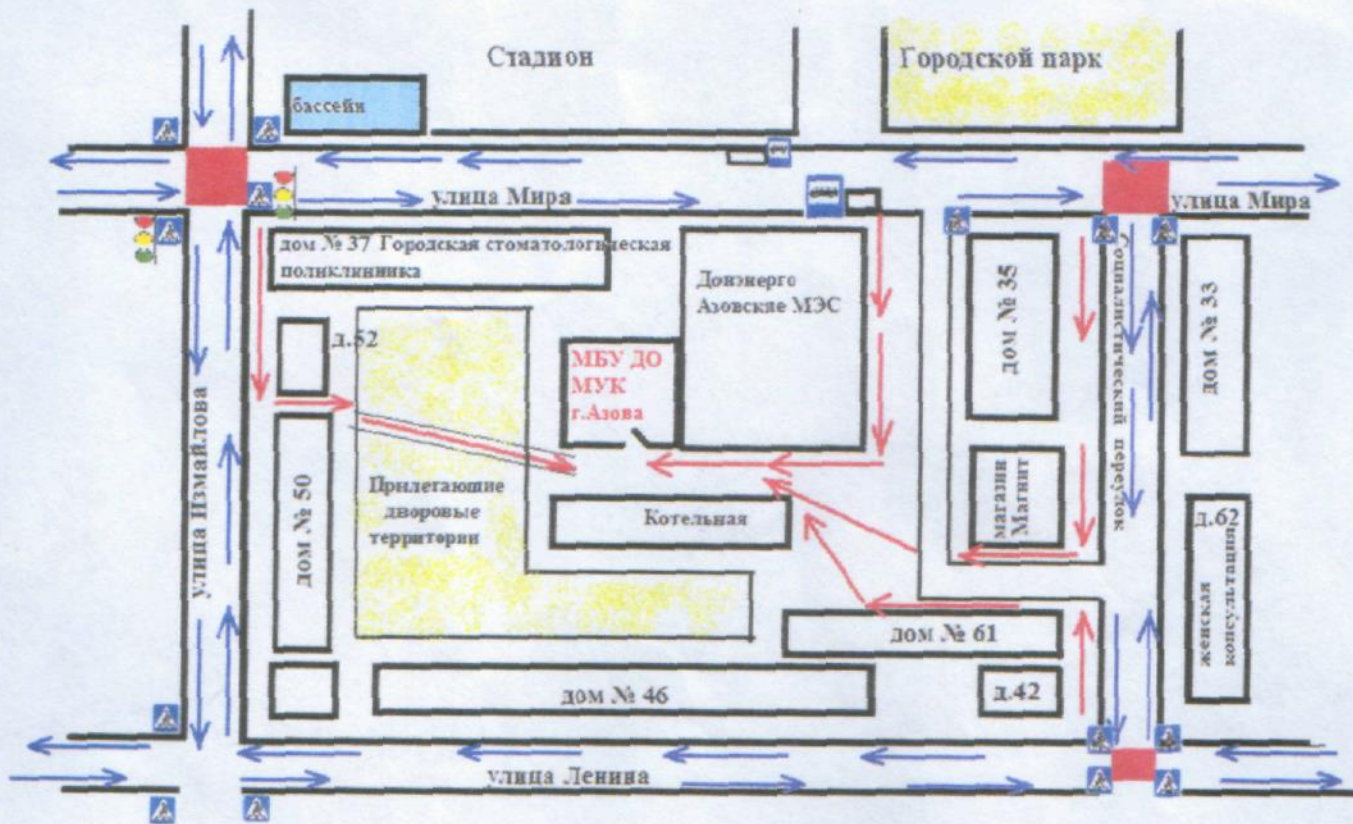 Стадион
Городской парк
бассейн
улица Мира
улица Мира
дом № 37 Городская стоматологическая
поликлинника
Донэнерго
Азовские МЭС
д.52
МБУ ДО
МУК
г.Азова
дом № 35
Социалистический переулок
дом № 33
улица Измайлова
дом № 50
Прилегающие
дворовые
территории
Котельная
магазин
Магнит
д.62
женская
консультация
дом № 61
дом № 46
д.42
улица Ленина